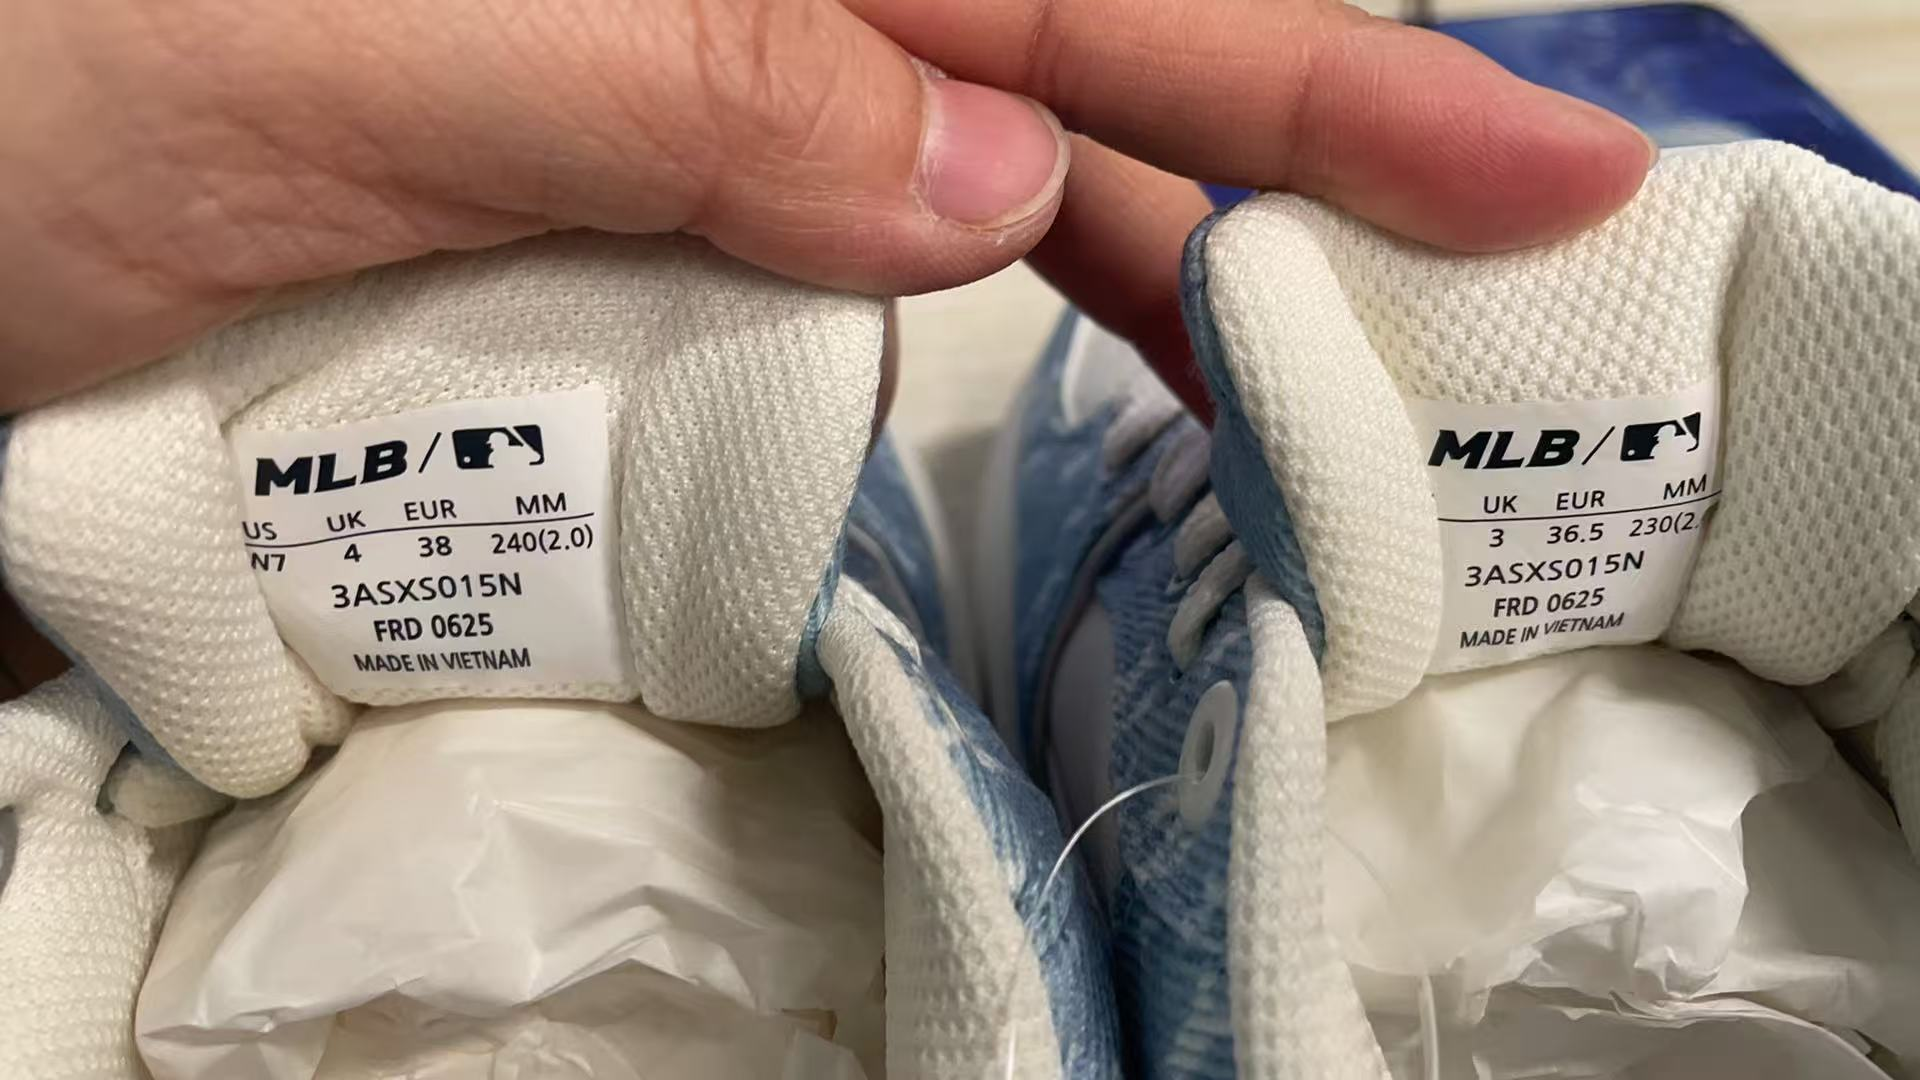 MLB /
US UK EUR MM
W7 4 38 240(2.0)
3ASXS015N
FRD 0625
MADE IN VIETNAM
MLB /
UK EUR MM
3 36.5 230(2.
3ASXS015N
FRD 0625
MADE IN VIETNAM